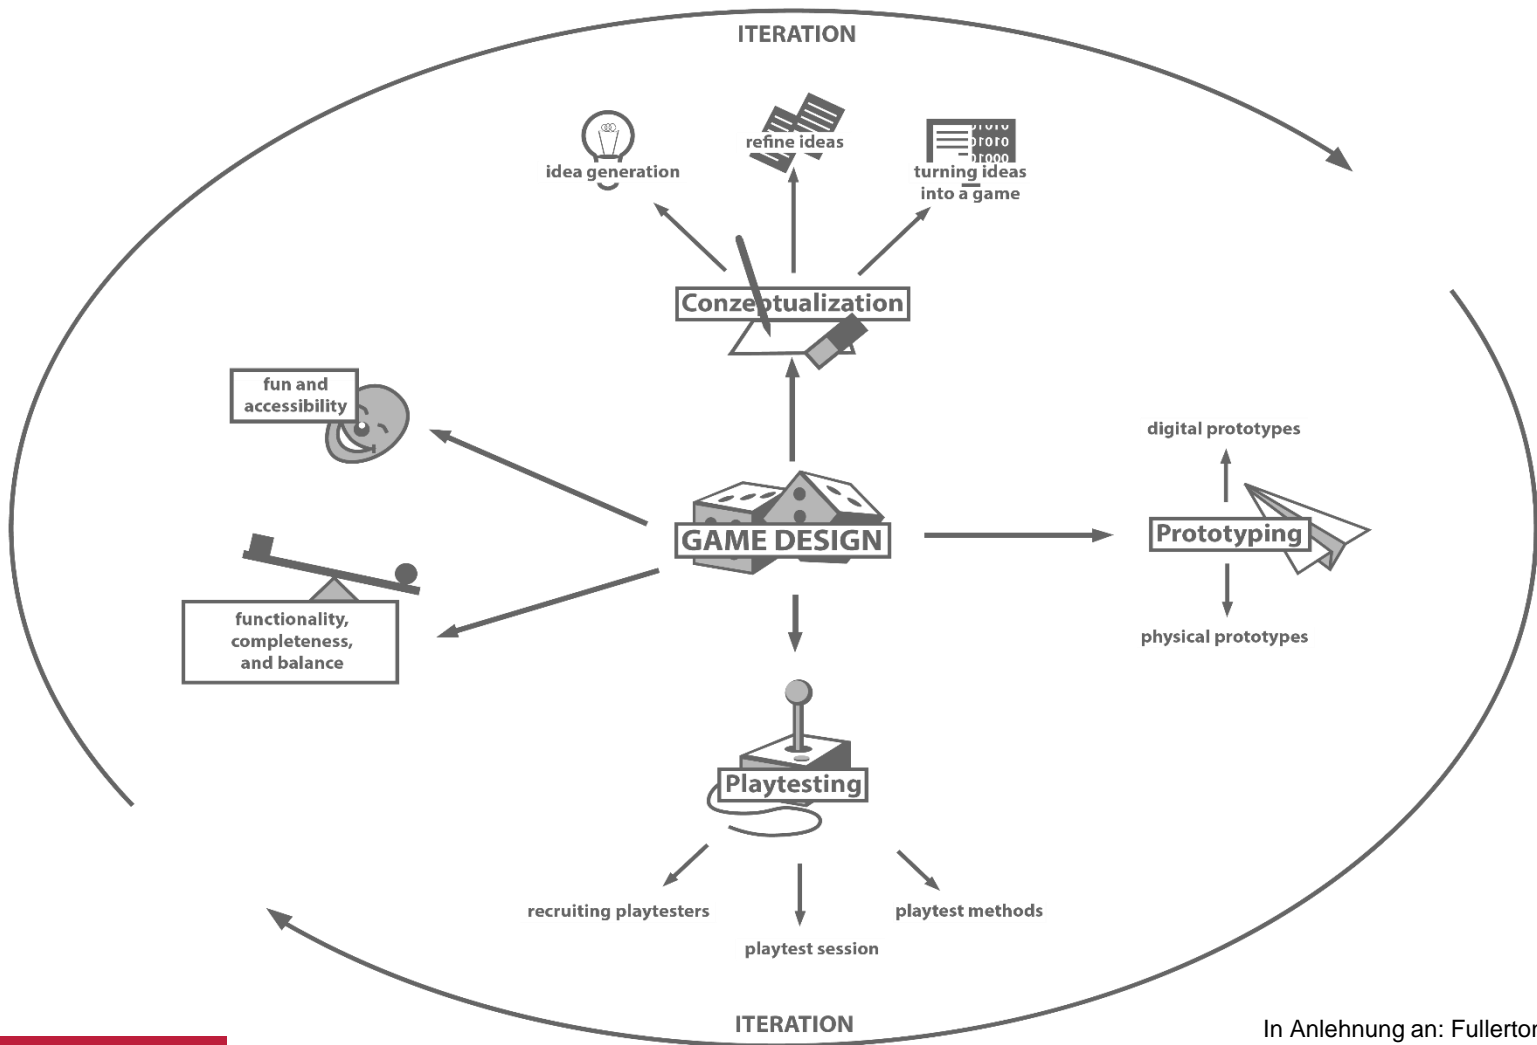 ITERATION
idea generation
refine ideas
turning ideas
into a game
Conzeptualization
fun and
accessibility
functionality,
completeness,
and balance
GAME DESIGN
digital prototypes
Prototyping
physical prototypes
Playtesting
recruiting playtesters
playtest session
playtest methods
ITERATION
In Anlehnung an: